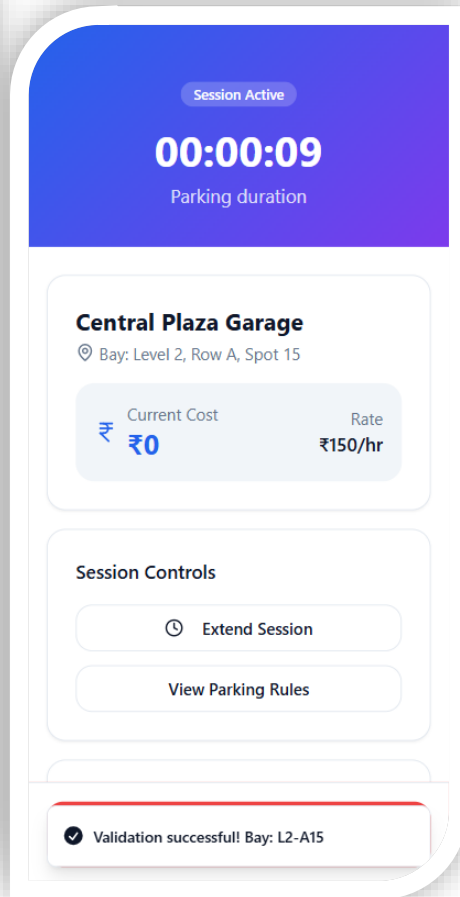 Session Active
00:00:09
Parking duration
Central Plaza Garage
Bay: Level 2, Row A, Spot 15
Current Cost
₹
₹0
Rate
₹150/hr
Session Controls
Extend Session
View Parking Rules
Validation successful! Bay: L2-A15